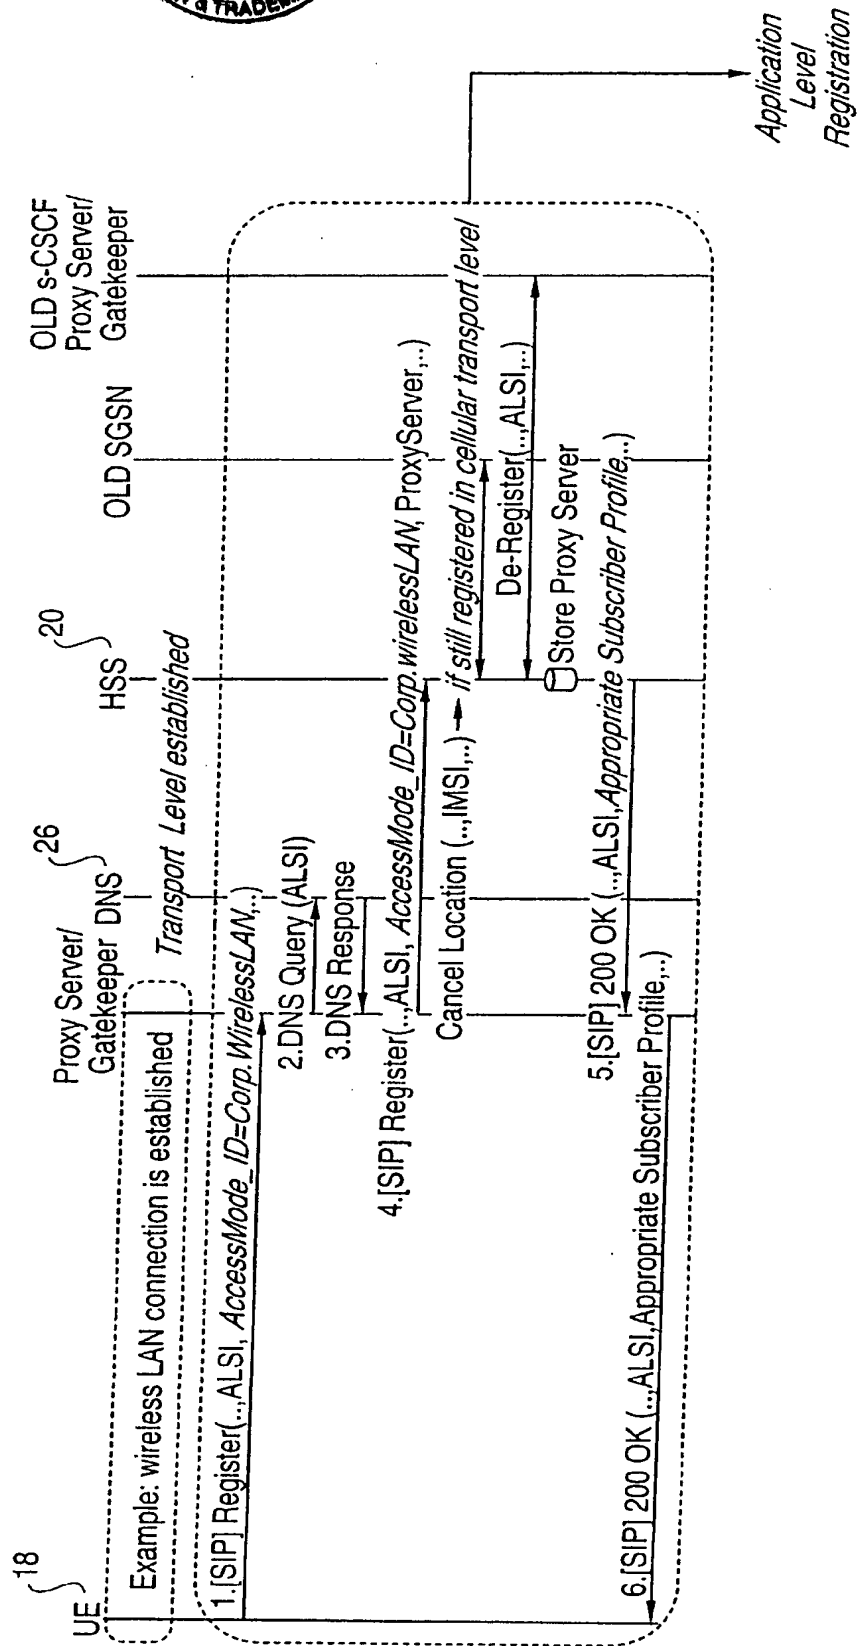 & TRADEM
18
UE
Proxy Server/
Gatekeeper
26
DNS
20
HSS
OLD SGSN
OLD s-CSCF
Proxy Server/
Gatekeeper
Example: wireless LAN connection is established
Transport Level established
1.[SIP] Register(..,ALSI, AccessMode_ID=Corp.WirelessLAN,..)
2.DNS Query (ALSI)
3.DNS Response
4.[SIP] Register(..,ALSI, AccessMode_ID=Corp.wirelessLAN, ProxyServer,..)
Cancel Location (..,IMSI,..) if still registered in cellular transport level
De-Register(..,ALSI,..)
Store Proxy Server
5.[SIP] 200 OK (..,ALSI,Appropriate Subscriber Profile,..)
6.[SIP] 200 OK (..,ALSI,Appropriate Subscriber Profile,..)
Application
Level
Registration